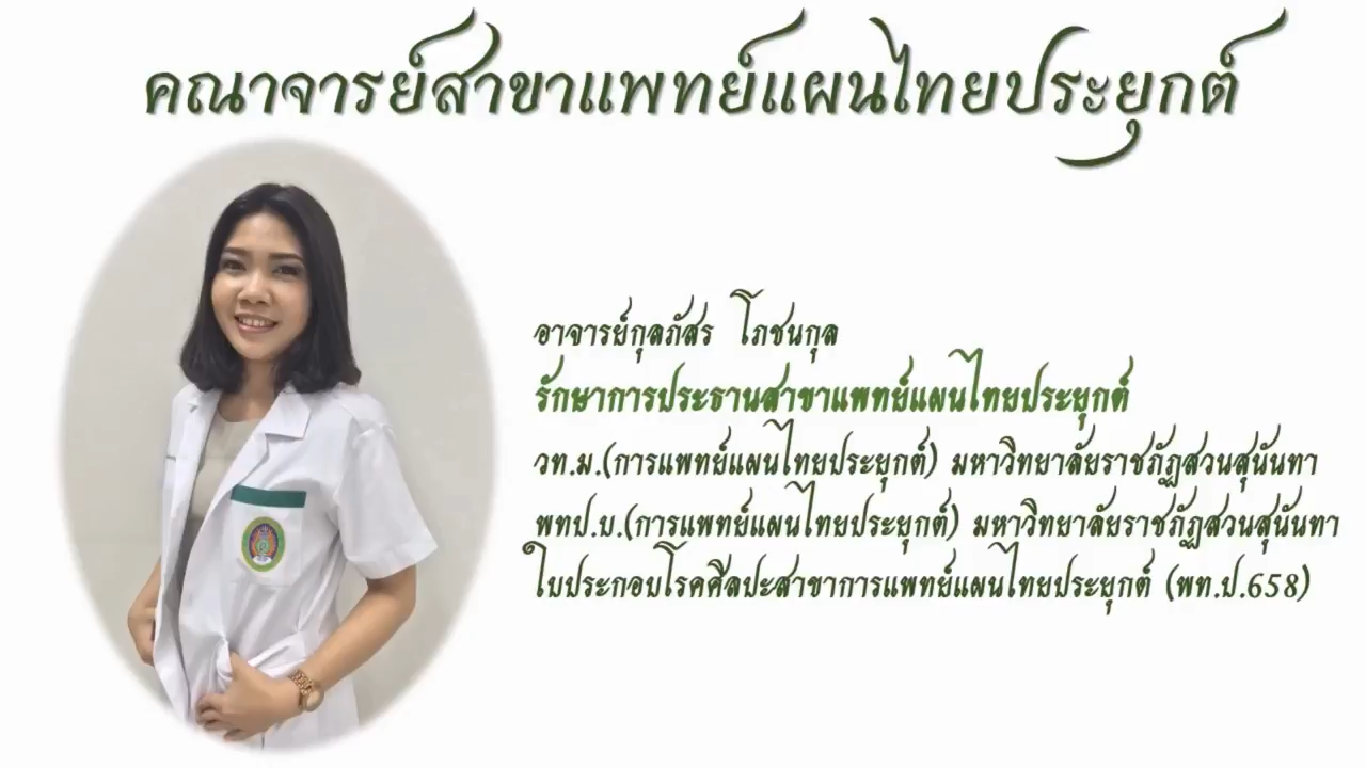 คณาจารย์สาขาแพทย์แผนไทยประยุกต์
อาจารย์กุลภัสร โภชนกุล
รักษาการประธานสาขาแพทย์แผนไทยประยุกต์
วท.ม.(การแพทย์แผนไทยประยุกต์) มหาวิทยาลัยราชภัฏสวนสุนันทา
พทป.บ.(การแพทย์แผนไทยประยุกต์) มหาวิทยาลัยราชภัฏสวนสุนันทา
ใบประกอบโรคศิลปะสาขาการแพทย์แผนไทยประยุกต์ (พท.ป.658)